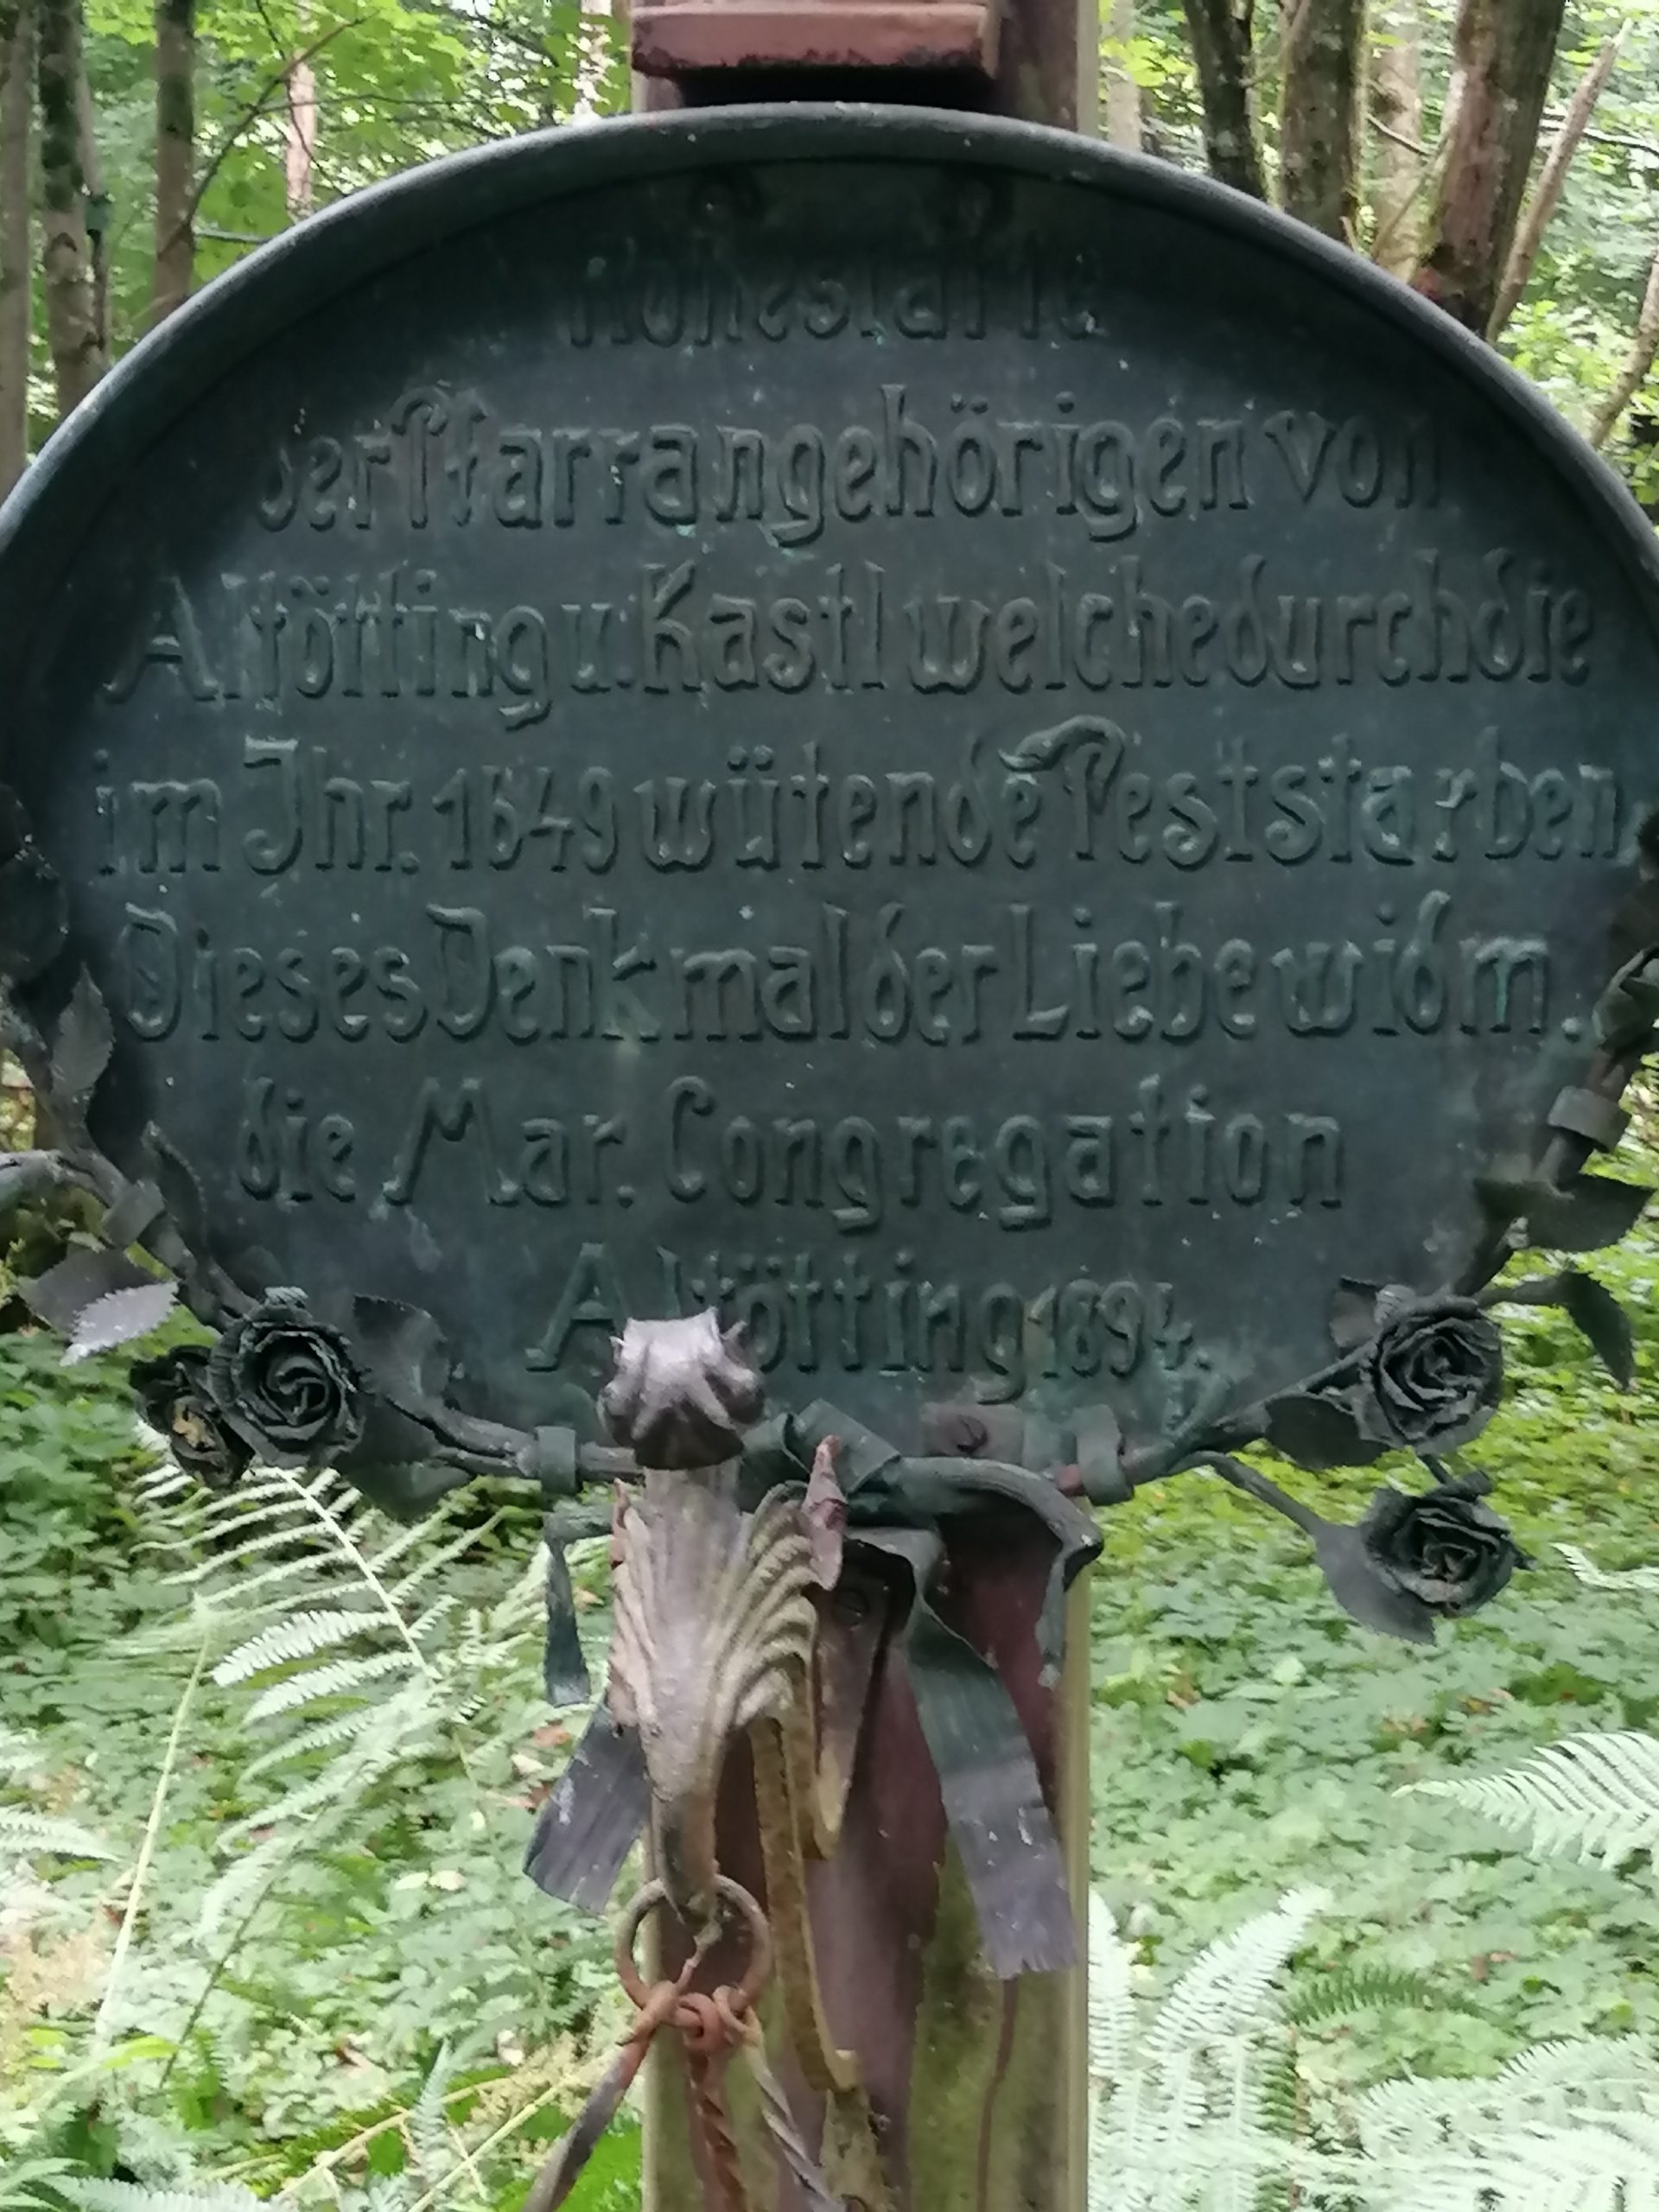 Ruhestätte
der Pfarrangehörigen von
Altötting u. Kastl welche durch die
im Jhr. 1649 wütende Pest starben
Dieses Denkmal der Liebe widm.
die Mar. Congregation
Altötting 1894.